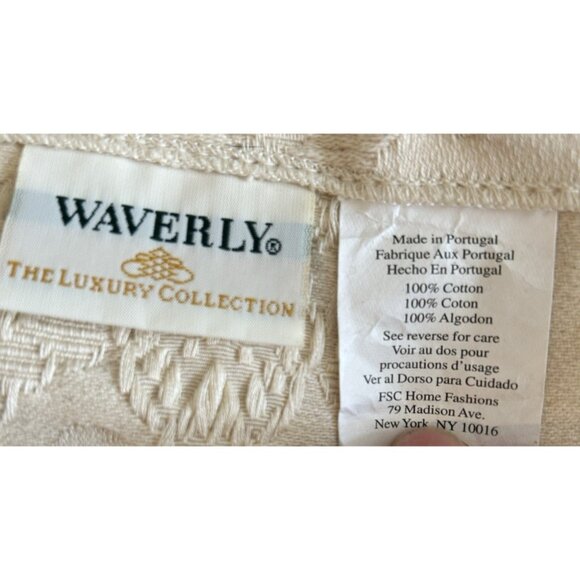 WAVERLY®
THE LUXURY COLLECTION
Made in Portugal
Fabrique Aux Portugal
Hecho En Portugal
100% Cotton
100% Coton
100% Algodon
See reverse for care
Voir au dos pour
precautions d'usage
Ver al Dorso para Cuidado
FSC Home Fashions
79 Madison Ave.
New York, NY 10016